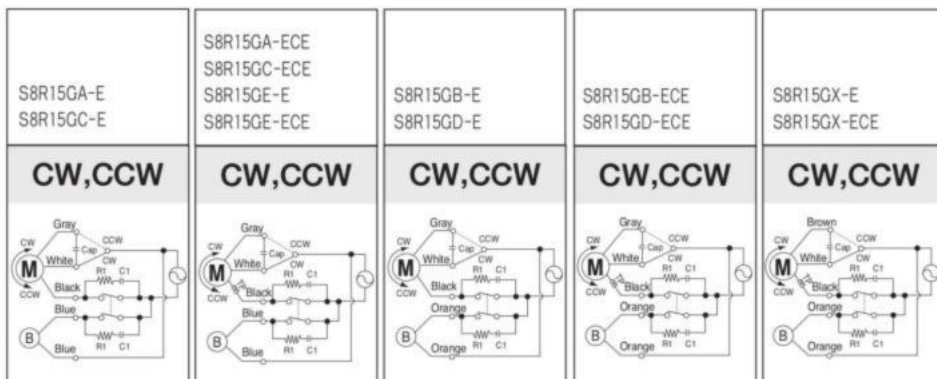 S8R15GA-E
S8R15GC-E
CW,CCW
Gray
CW
CCW
Cap
M
White
CW
R1 C1
CCW
Black
Blue
B
R1 C1
Blue
S8R15GA-ECE
S8R15GC-ECE
S8R15GE-E
S8R15GE-ECE
CW,CCW
Gray
CW
CCW
Cap
M
White
CW
R1 C1
CCW
TP
Black
Blue
B
R1 C1
Blue
S8R15GB-E
S8R15GD-E
CW,CCW
Gray
CW
CCW
Cap
M
White
CW
R1 C1
CCW
Black
Orange
B
R1 C1
Orange
S8R15GB-ECE
S8R15GD-ECE
CW,CCW
Gray
CW
CCW
Cap
M
White
CW
R1 C1
CCW
TP
Black
Orange
B
R1 C1
Orange
S8R15GX-E
S8R15GX-ECE
CW,CCW
Brown
CW
CCW
Cap
M
White
CW
R1 C1
CCW
TP
Black
Orange
B
R1 C1
Orange